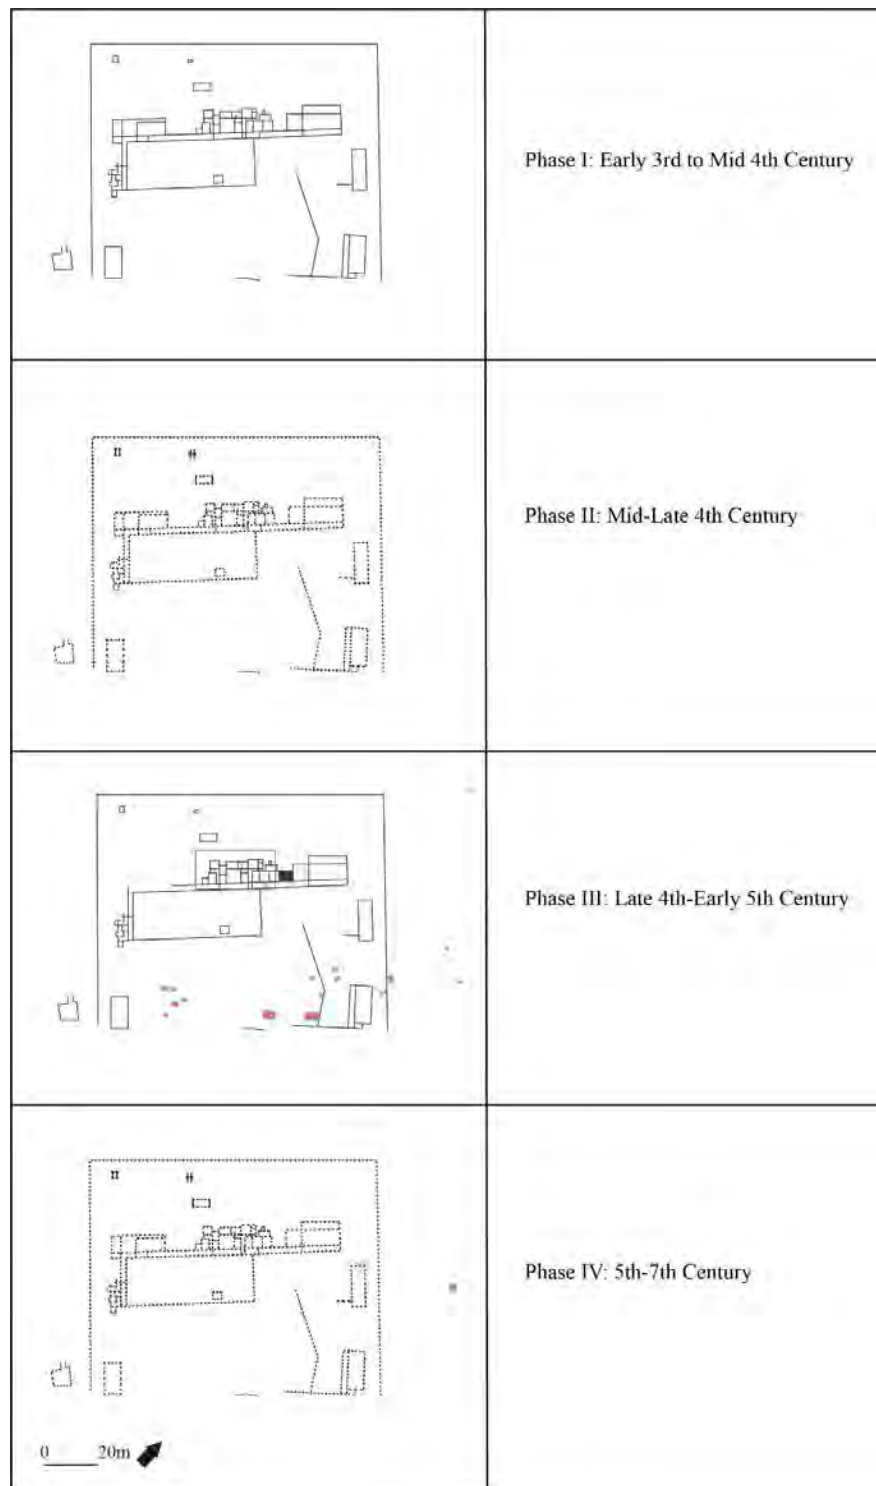 Phase I: Early 3rd to Mid 4th Century
Phase II: Mid-Late 4th Century
Phase III: Late 4th-Early 5th Century
Phase IV: 5th-7th Century
0 20m